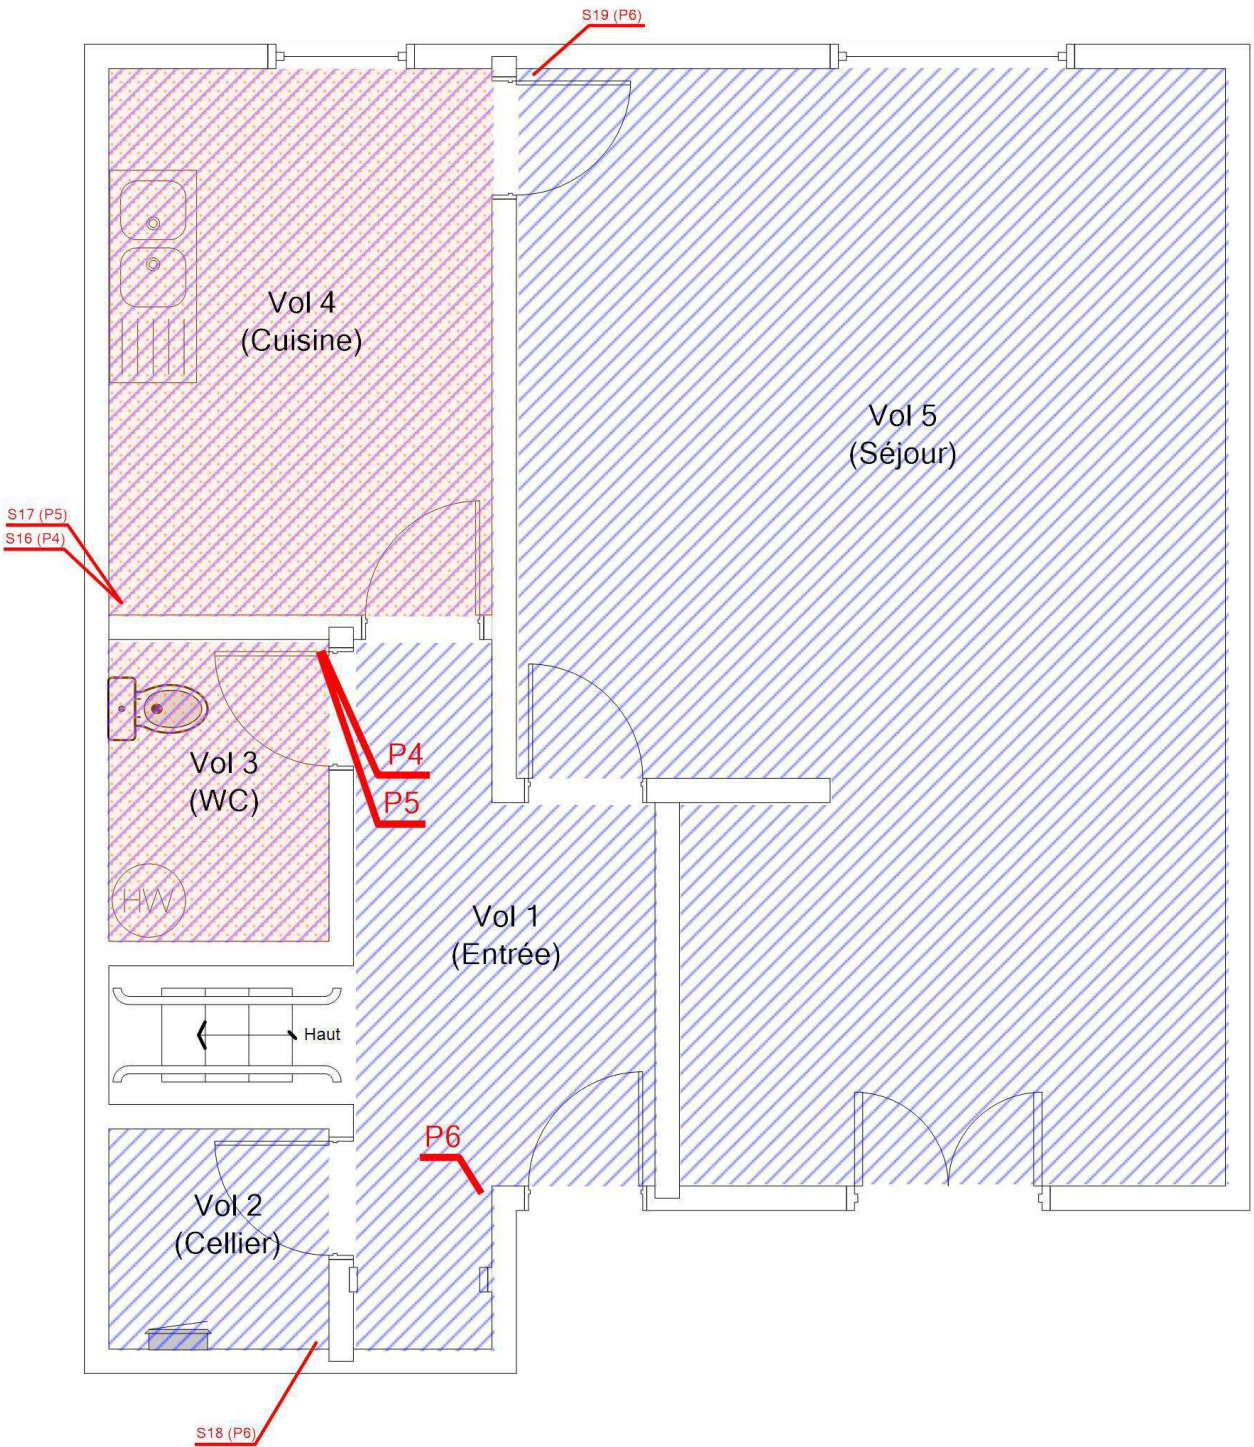 S19 (P6)
Vol 4
(Cuisine)
Vol 5
(Séjour)
S17 (P5)
S16 (P4)
P4
Vol 3
(WC)
P5
HW
Vol 1
(Entrée)
Haut
P6
Vol 2
(Cellier)
S18 (P6)